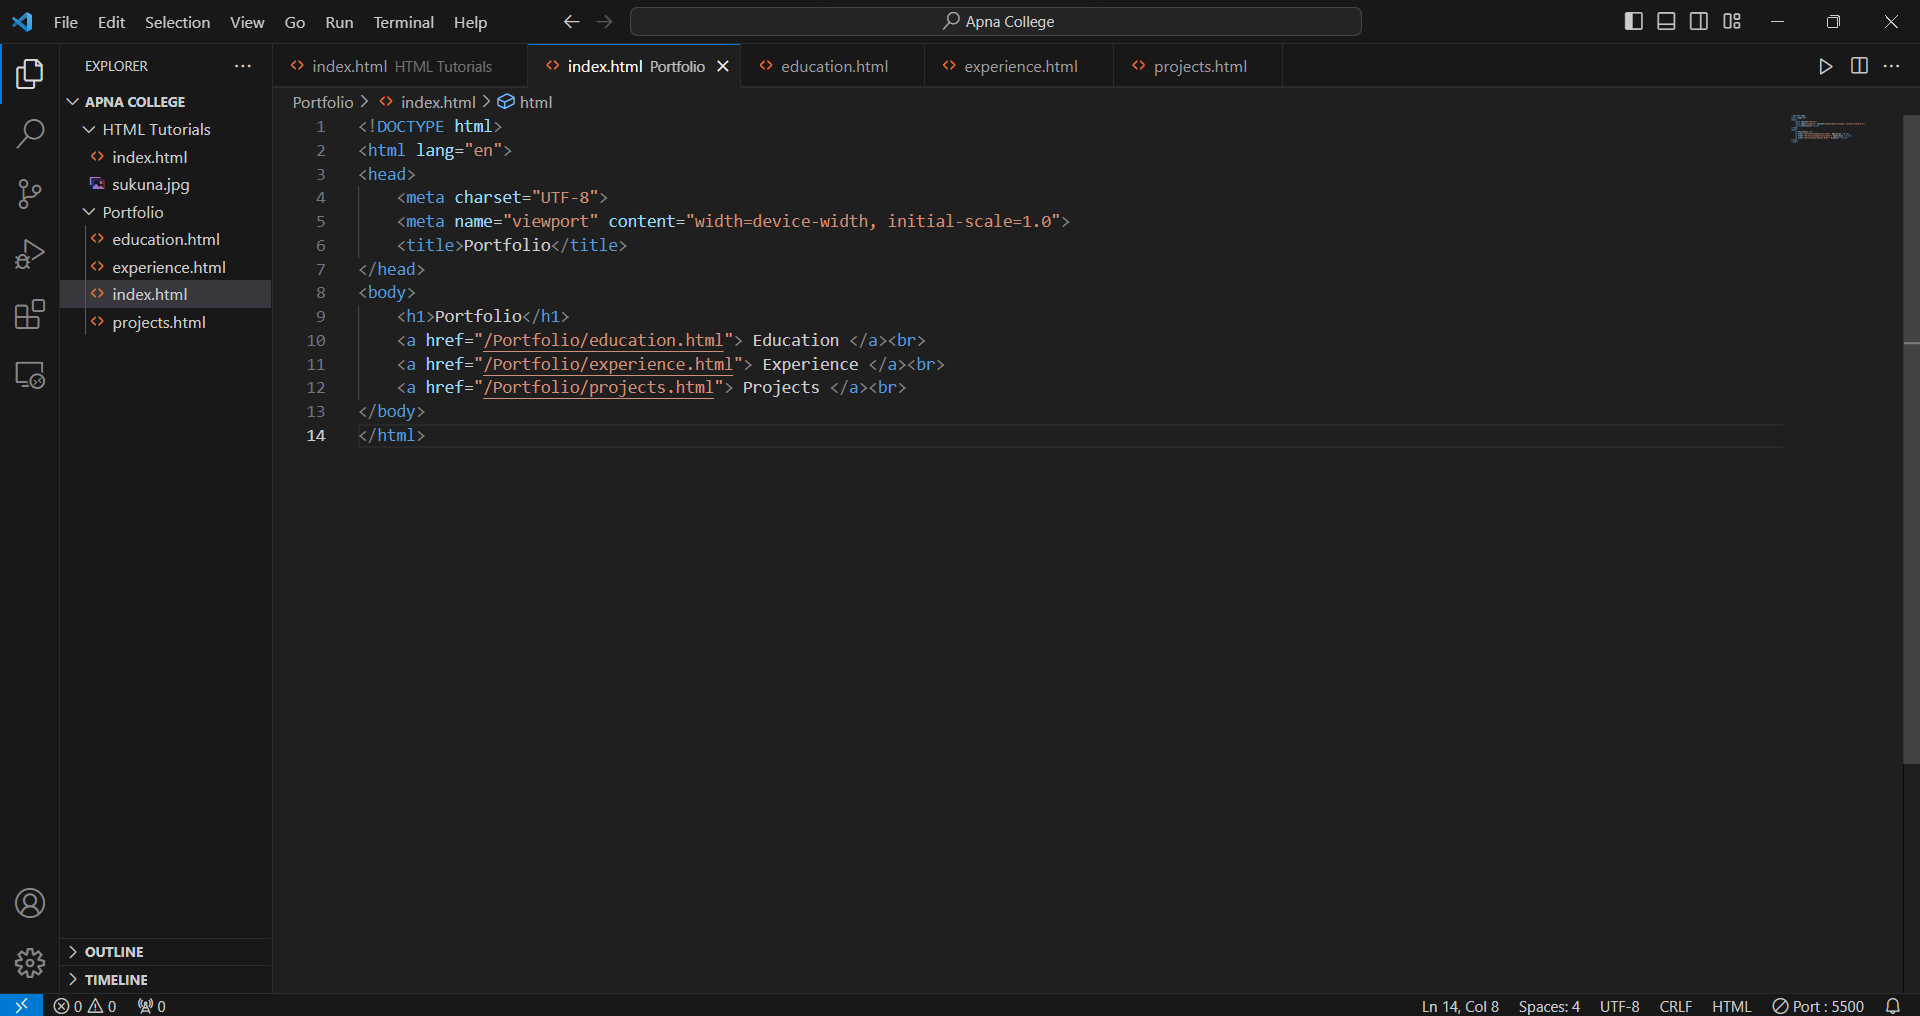 File Edit Selection View Go Run Terminal Help
Apna College
EXPLORER
index.html HTML Tutorials
index.html Portfolio
education.html
experience.html
projects.html
APNA COLLEGE
HTML Tutorials
index.html
sukuna.jpg
Portfolio
education.html
experience.html
index.html
projects.html
OUTLINE
TIMELINE
Portfolio > index.html > html
1 <!DOCTYPE html>
2 <html lang="en">
3 <head>
4 <meta charset="UTF-8">
5 <meta name="viewport" content="width=device-width, initial-scale=1.0">
6 <title>Portfolio</title>
7 </head>
8 <body>
9 <h1>Portfolio</h1>
10 <a href="/Portfolio/education.html"> Education </a><br>
11 <a href="/Portfolio/experience.html"> Experience </a><br>
12 <a href="/Portfolio/projects.html"> Projects </a><br>
13 </body>
14 </html>
0 0 0
Ln 14, Col 8 Spaces: 4 UTF-8 CRLF HTML Port : 5500